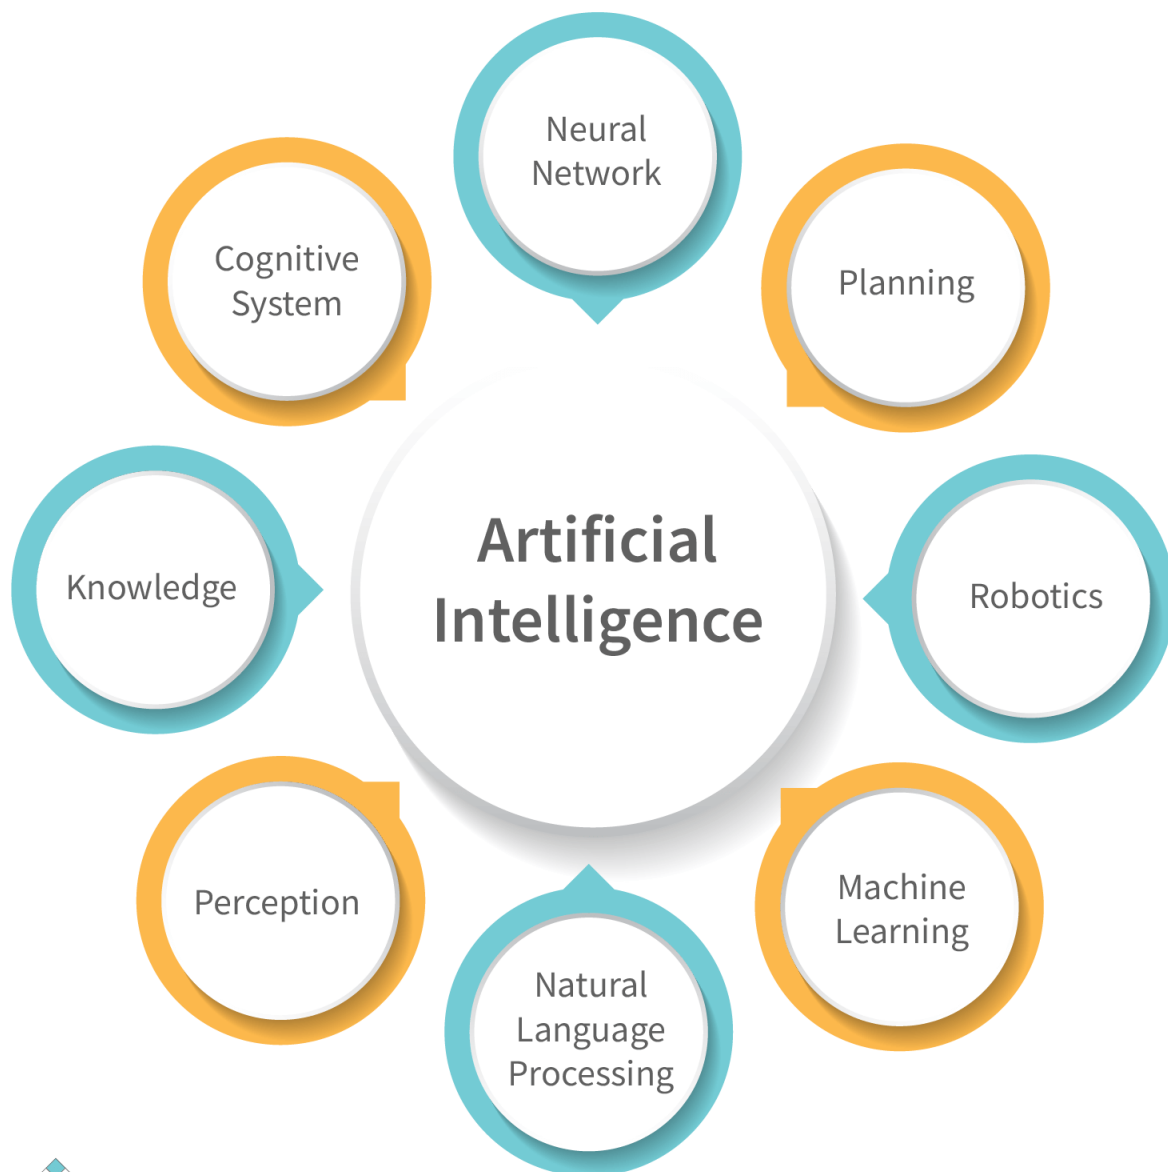 Neural
Network
Cognitive
System
Planning
Artificial
Intelligence
Knowledge
Robotics
Perception
Machine
Learning
Natural
Language
Processing